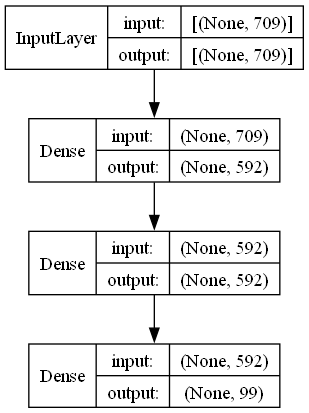 InputLayer input: [(None, 709)]
output: [(None, 709)]
Dense input: (None, 709)
output: (None, 592)
Dense input: (None, 592)
output: (None, 592)
Dense input: (None, 592)
output: (None, 99)